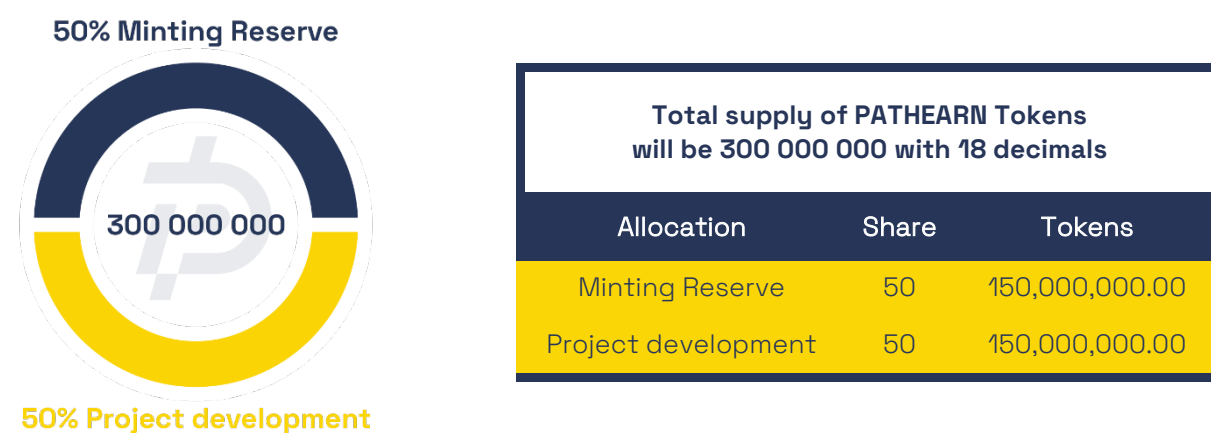 50% Minting Reserve
300 000 000
50% Project development
Total supply of PATHEARN Tokens
will be 300 000 000 with 18 decimals
Allocation Share Tokens
Minting Reserve 50 150,000,000.00
Project development 50 150,000,000.00